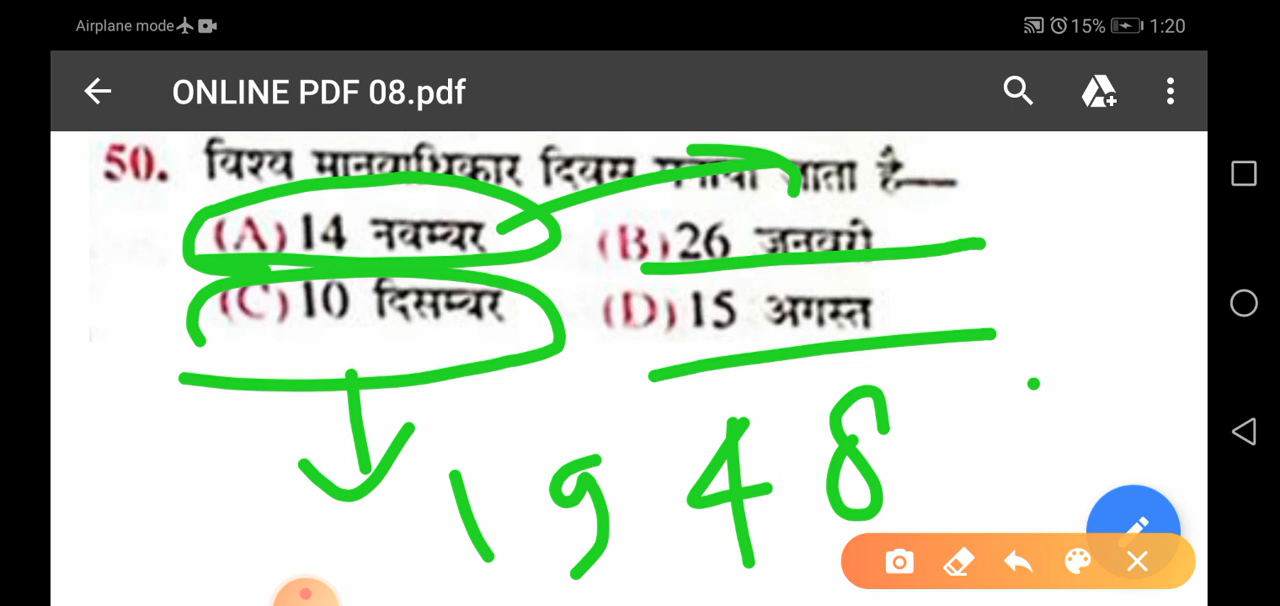 Airplane mode 15% 1:20
ONLINE PDF 08.pdf
50. विश्व मानवाधिकार दिवस मनाया जाता है—
(A) 14 नवम्बर (B) 26 जनवरी
(C) 10 दिसम्बर (D) 15 अगस्त
1948